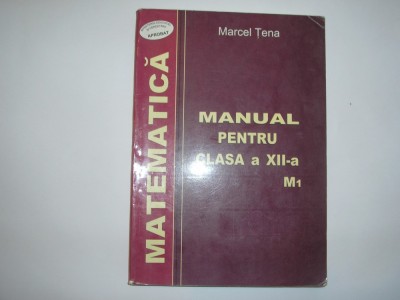 Marcel Țena
APROBAT
MATEMATICĂ
MANUAL
PENTRU
CLASA a XII-a
M1